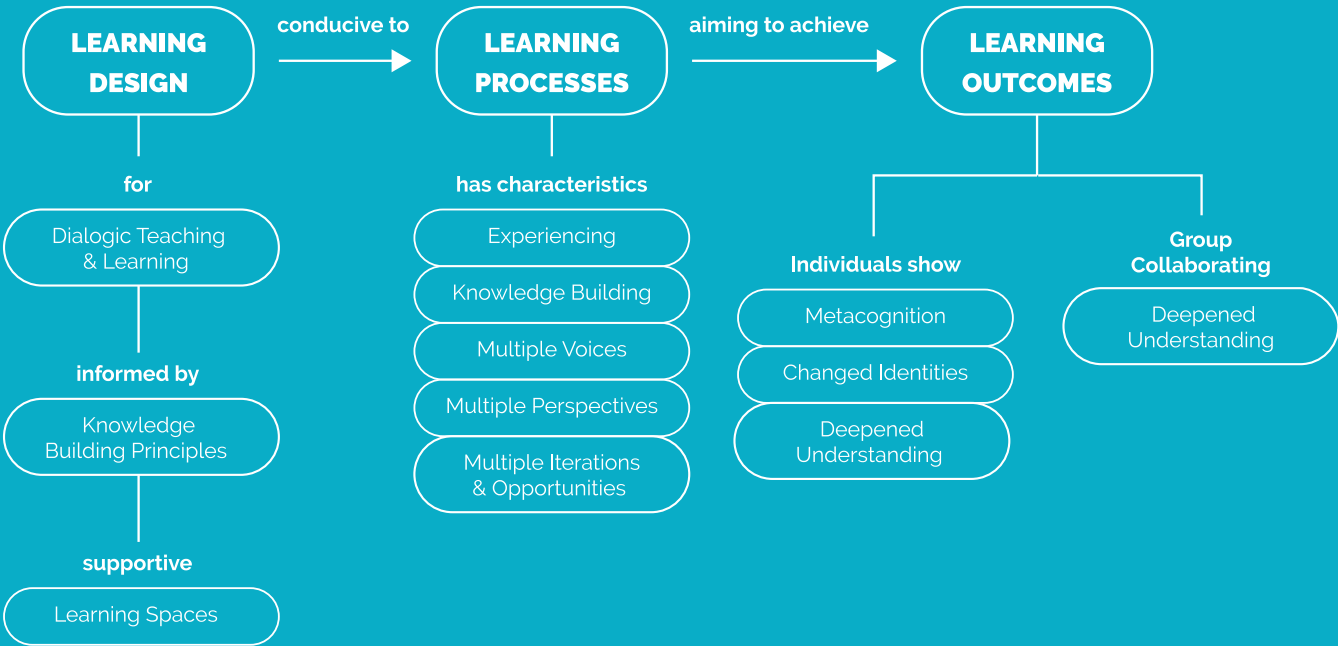 LEARNING
DESIGN
conducive to
LEARNING
PROCESSES
aiming to achieve
LEARNING
OUTCOMES
for
Dialogic Teaching
& Learning
informed by
Knowledge
Building Principles
supportive
Learning Spaces
has characteristics
Experiencing
Knowledge Building
Multiple Voices
Multiple Perspectives
Multiple Iterations
& Opportunities
Individuals show
Metacognition
Changed Identities
Deepened
Understanding
Group
Collaborating
Deepened
Understanding